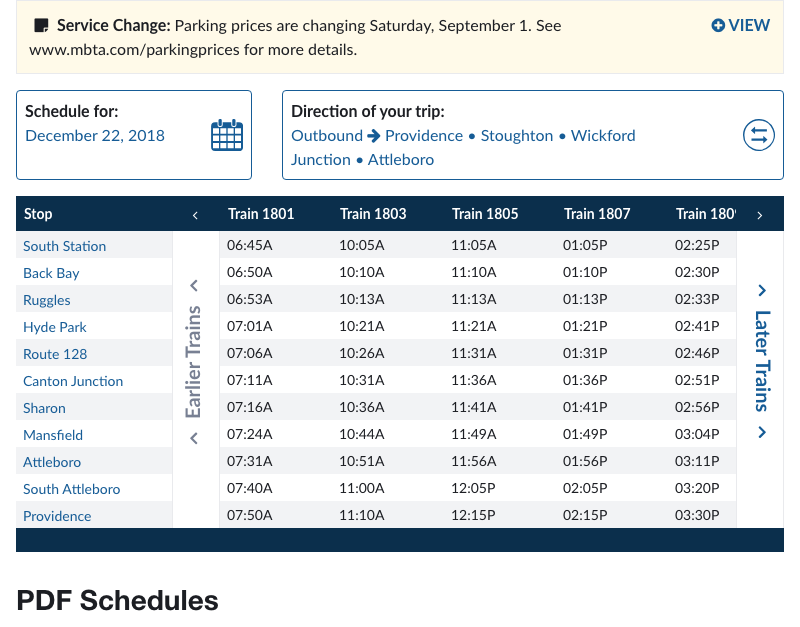 Service Change: Parking prices are changing Saturday, September 1. See
www.mbta.com/parkingprices for more details.
VIEW
Schedule for:
December 22, 2018
Direction of your trip:
Outbound → Providence • Stoughton • Wickford
Junction • Attleboro
Stop ‹ Train 1801 Train 1803 Train 1805 Train 1807 Train 180 ›
South Station 06:45A 10:05A 11:05A 01:05P 02:25P
Back Bay 06:50A 10:10A 11:10A 01:10P 02:30P
Ruggles 06:53A 10:13A 11:13A 01:13P 02:33P
Hyde Park 07:01A 10:21A 11:21A 01:21P 02:41P
Route 128 07:06A 10:26A 11:31A 01:31P 02:46P
Canton Junction 07:11A 10:31A 11:36A 01:36P 02:51P
Sharon 07:16A 10:36A 11:41A 01:41P 02:56P
Mansfield 07:24A 10:44A 11:49A 01:49P 03:04P
Attleboro 07:31A 10:51A 11:56A 01:56P 03:11P
South Attleboro 07:40A 11:00A 12:05P 02:05P 03:20P
Providence 07:50A 11:10A 12:15P 02:15P 03:30P
Earlier Trains
Later Trains
PDF Schedules